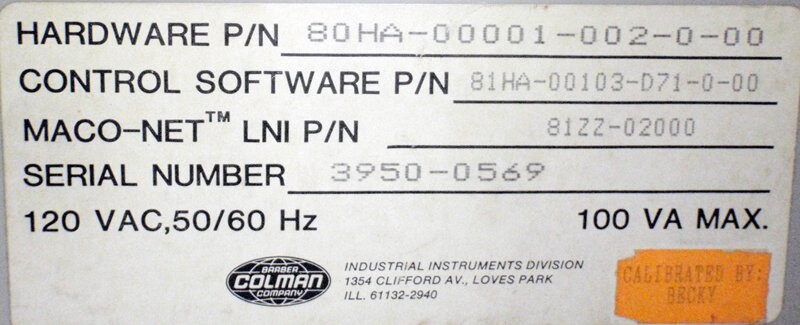 HARDWARE P/N 80HA-00001-002-0-00
CONTROL SOFTWARE P/N 81HA-00103-D71-0-00
MACO-NET™ LNI P/N 81ZZ-02000
SERIAL NUMBER 3950-0569
120 VAC,50/60 Hz 100 VA MAX.
BARBER
COLMAN
COMPANY
INDUSTRIAL INSTRUMENTS DIVISION
1354 CLIFFORD AV., LOVES PARK
ILL. 61132-2940
CALIBRATED BY:
BECKY